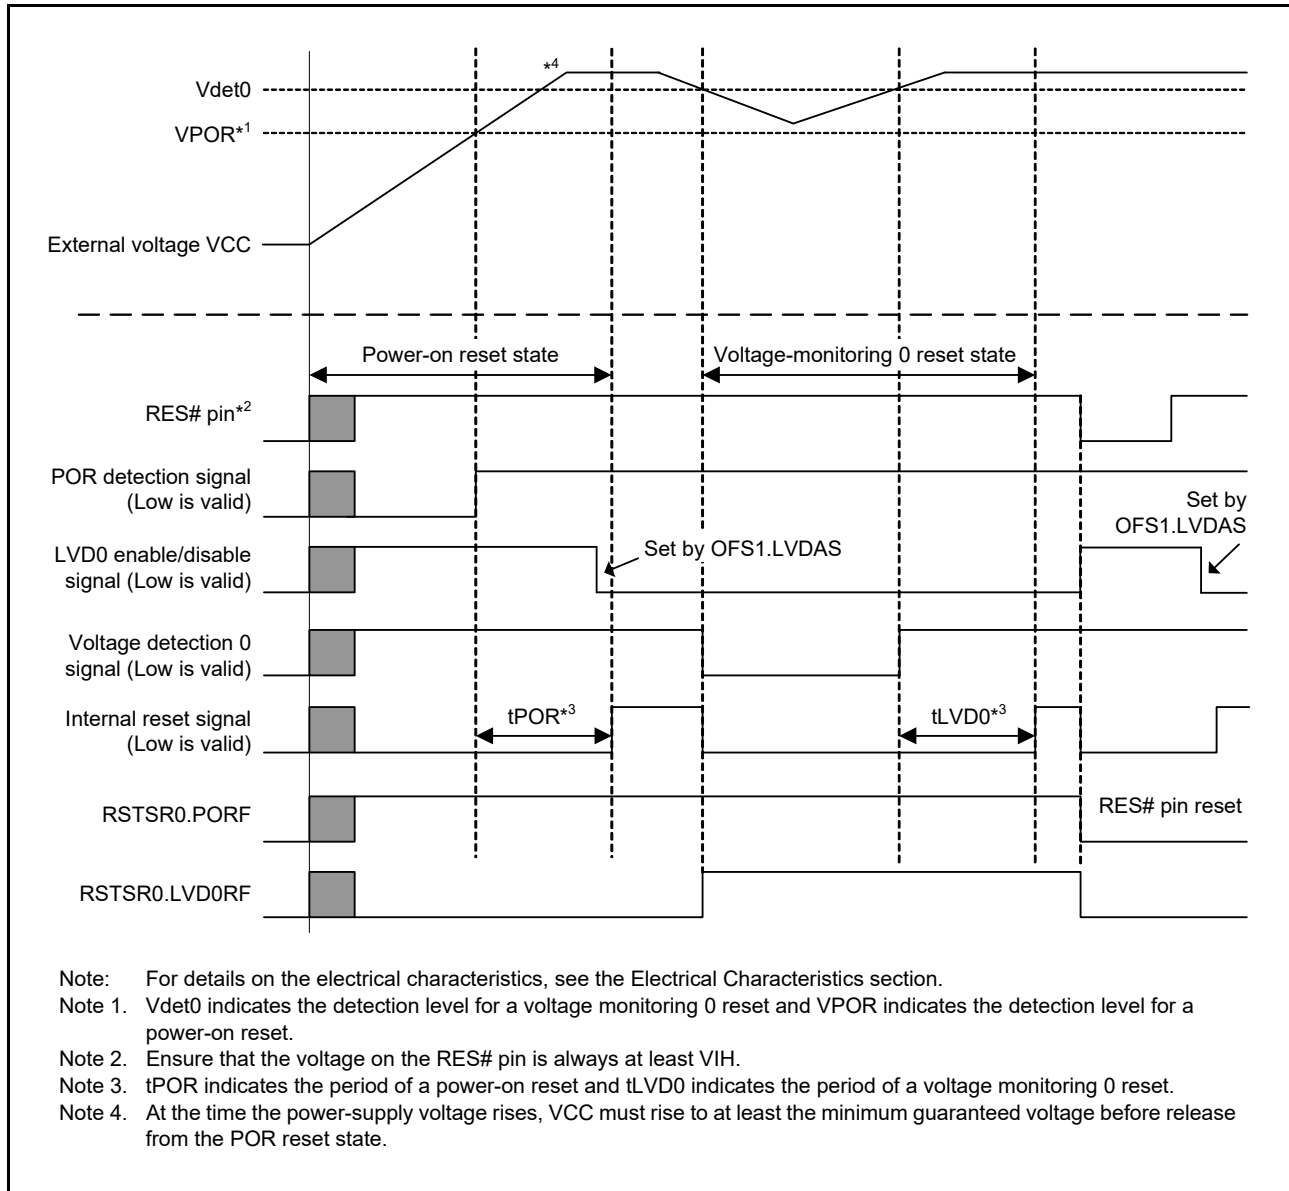 *4
Vdet0
VPOR*1
External voltage VCC
Power-on reset state
Voltage-monitoring 0 reset state
RES# pin*2
POR detection signal
(Low is valid)
Set by
OFS1.LVDAS
LVD0 enable/disable
signal (Low is valid)
Set by OFS1.LVDAS
Voltage detection 0
signal (Low is valid)
Internal reset signal
(Low is valid)
tPOR*3
tLVD0*3
RSTSR0.PORF
RES# pin reset
RSTSR0.LVD0RF
Note: For details on the electrical characteristics, see the Electrical Characteristics section.
Note 1. Vdet0 indicates the detection level for a voltage monitoring 0 reset and VPOR indicates the detection level for a
power-on reset.
Note 2. Ensure that the voltage on the RES# pin is always at least VIH.
Note 3. tPOR indicates the period of a power-on reset and tLVD0 indicates the period of a voltage monitoring 0 reset.
Note 4. At the time the power-supply voltage rises, VCC must rise to at least the minimum guaranteed voltage before release
from the POR reset state.